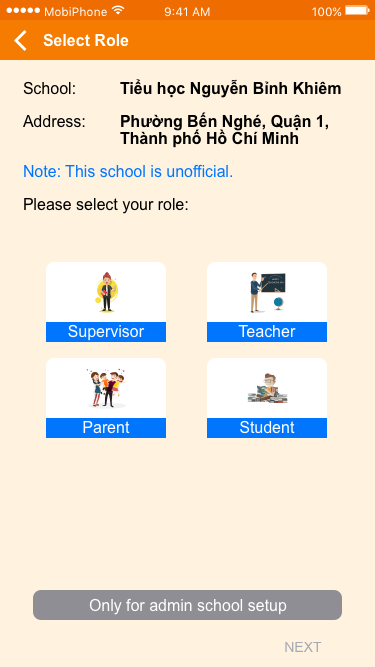 MobiPhone 9:41 AM 100%
Select Role
School: Tiểu học Nguyễn Bỉnh Khiêm
Address: Phường Bến Nghé, Quận 1,
Thành phố Hồ Chí Minh
Note: This school is unofficial.
Please select your role:
Supervisor Teacher
Parent Student
Only for admin school setup
NEXT